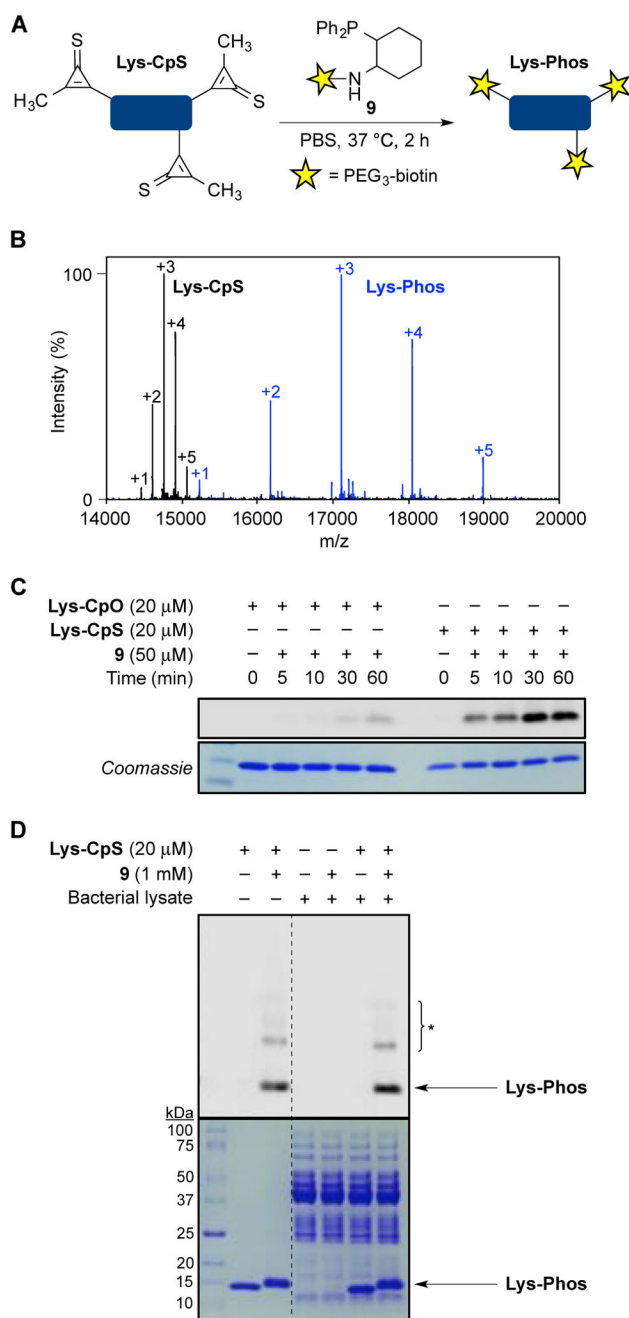 A
S
Lys-CpS
CH₃
H₃C
S
S
CH₃
Ph₂P
N
H
9
PBS, 37 °C, 2 h
= PEG₃-biotin
Lys-Phos
B
100
0
Intensity (%)
+3
Lys-CpS
+4
+2
+5
+1
+1
+2
+3
Lys-Phos
+4
+5
14000 15000 16000 17000 18000 19000 20000
m/z
C
Lys-CpO (20 μM) + + + + + – – – – –
Lys-CpS (20 μM) – – – – – + + + + +
9 (50 μM) – + + + + – + + + +
Time (min) 0 5 10 30 60 0 5 10 30 60
Coomassie
D
Lys-CpS (20 μM) + + – – + +
9 (1 mM) – + – + – +
Bacterial lysate – – + + + +
*
Lys-Phos
kDa
100
75
50
37
25
20
15
10
Lys-Phos